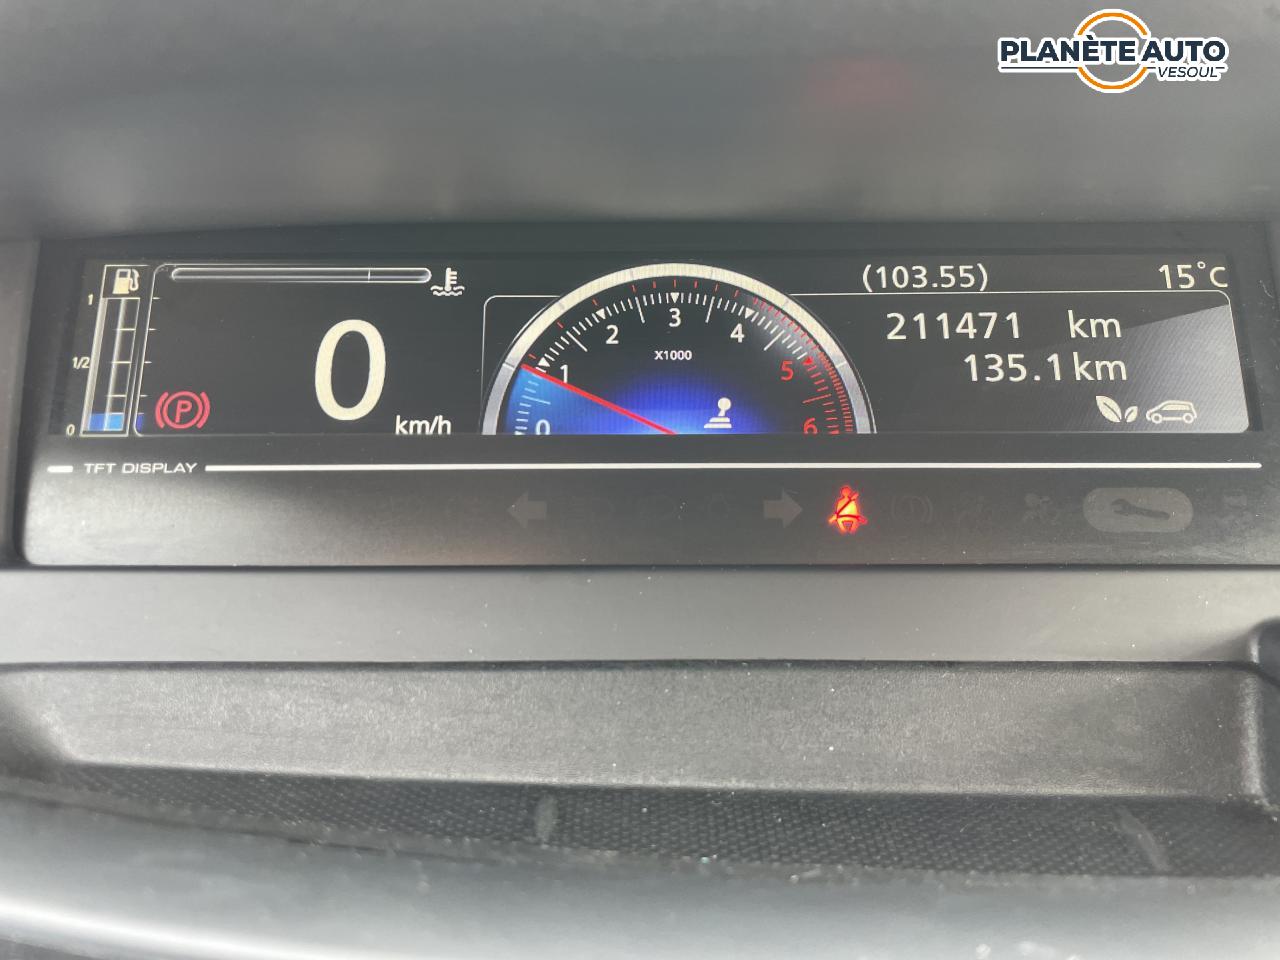 PLANÈTE AUTO
VESOUL
(103.55) 15°C
211471 km
135.1 km
1
1/2
0
P
0
km/h
0 1 2 3 4 5 6
X1000
TFT DISPLAY